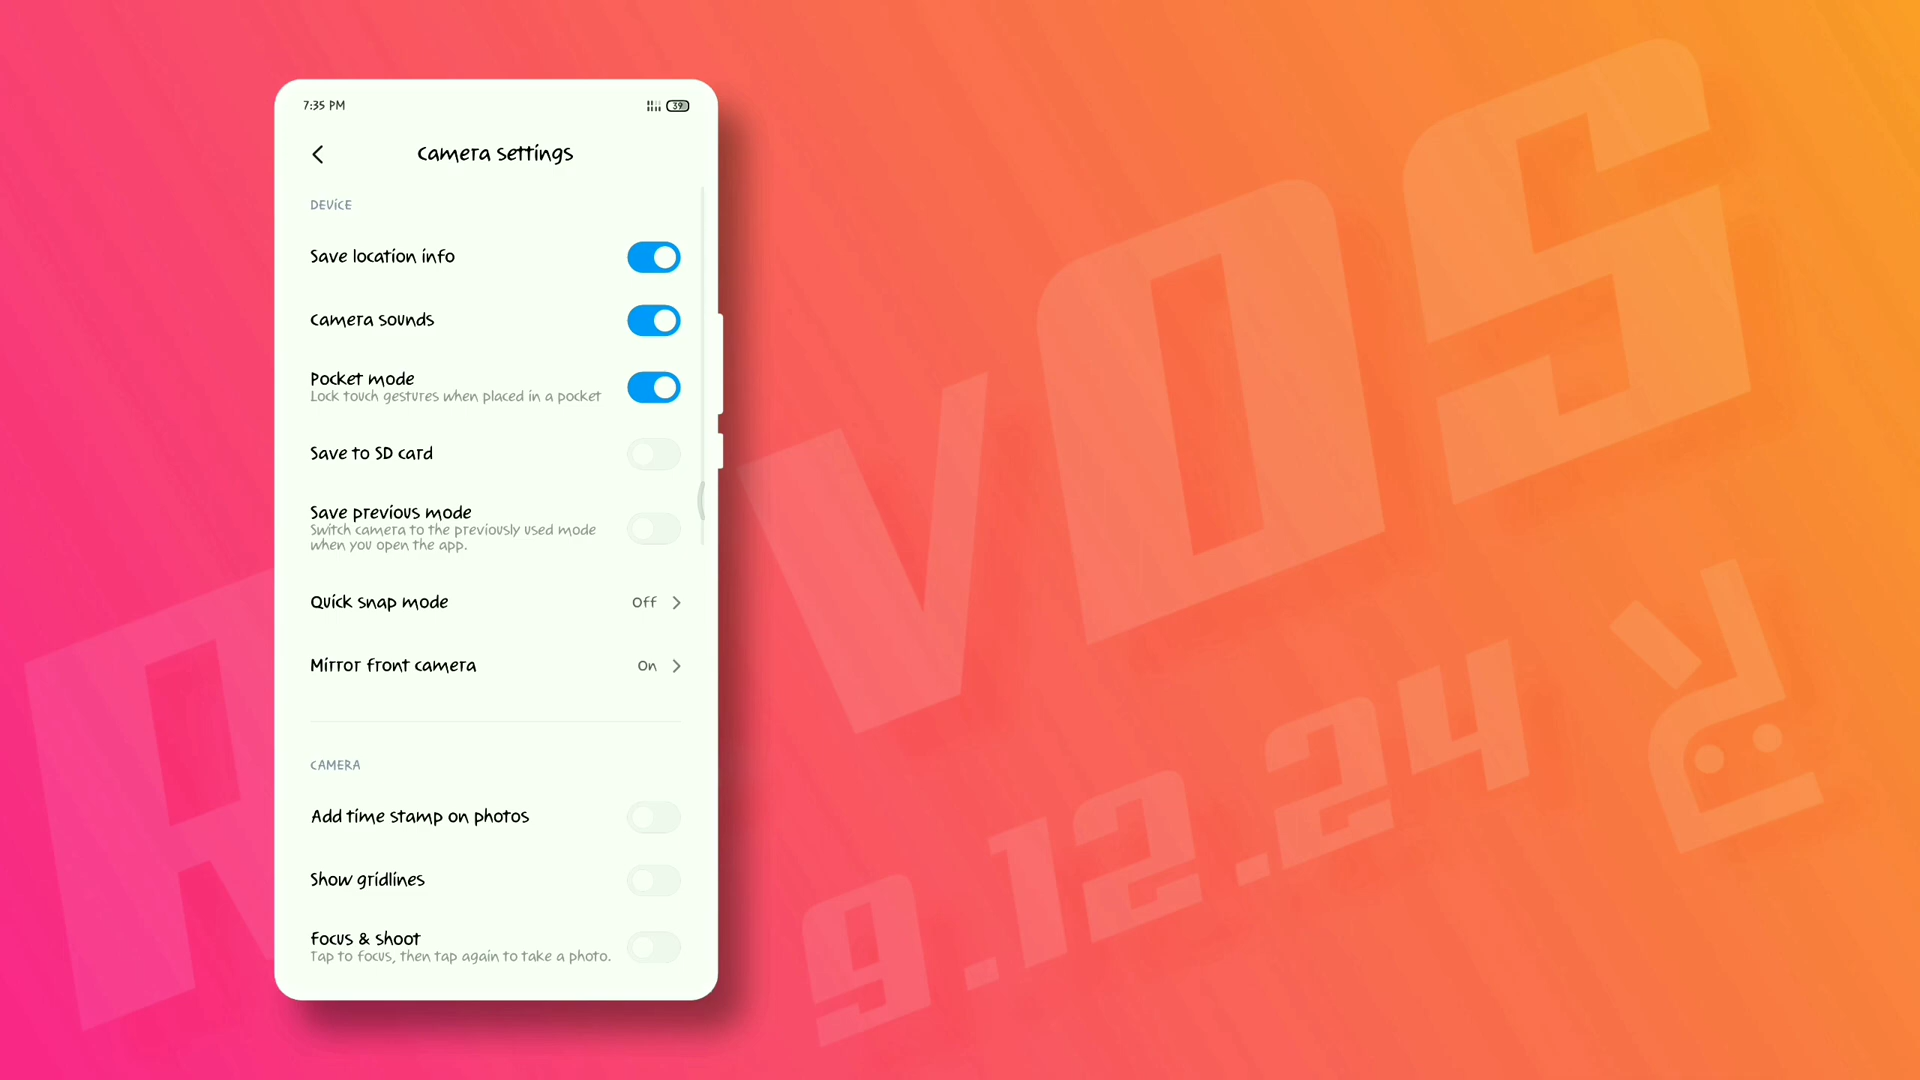 7:35 PM
39
Camera settings
DEVICE
Save location info
Camera sounds
Pocket mode
Lock touch gestures when placed in a pocket
Save to SD card
Save previous mode
Switch camera to the previously used mode
when you open the app.
Quick snap mode
Off
Mirror front camera
On
CAMERA
Add time stamp on photos
Show gridlines
Focus & shoot
Tap to focus, then tap again to take a photo.
VOS
9.12.24